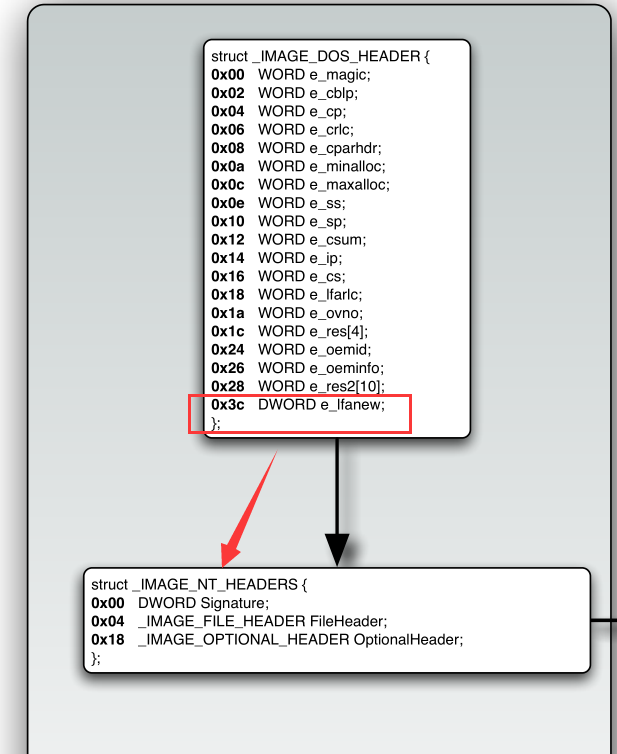 struct _IMAGE_DOS_HEADER {
0x00 WORD e_magic;
0x02 WORD e_cblp;
0x04 WORD e_cp;
0x06 WORD e_crlc;
0x08 WORD e_cparhdr;
0x0a WORD e_minalloc;
0x0c WORD e_maxalloc;
0x0e WORD e_ss;
0x10 WORD e_sp;
0x12 WORD e_csum;
0x14 WORD e_ip;
0x16 WORD e_cs;
0x18 WORD e_lfarlc;
0x1a WORD e_ovno;
0x1c WORD e_res[4];
0x24 WORD e_oemid;
0x26 WORD e_oeminfo;
0x28 WORD e_res2[10];
0x3c DWORD e_lfanew;
};
struct _IMAGE_NT_HEADERS {
0x00 DWORD Signature;
0x04 _IMAGE_FILE_HEADER FileHeader;
0x18 _IMAGE_OPTIONAL_HEADER OptionalHeader;
};